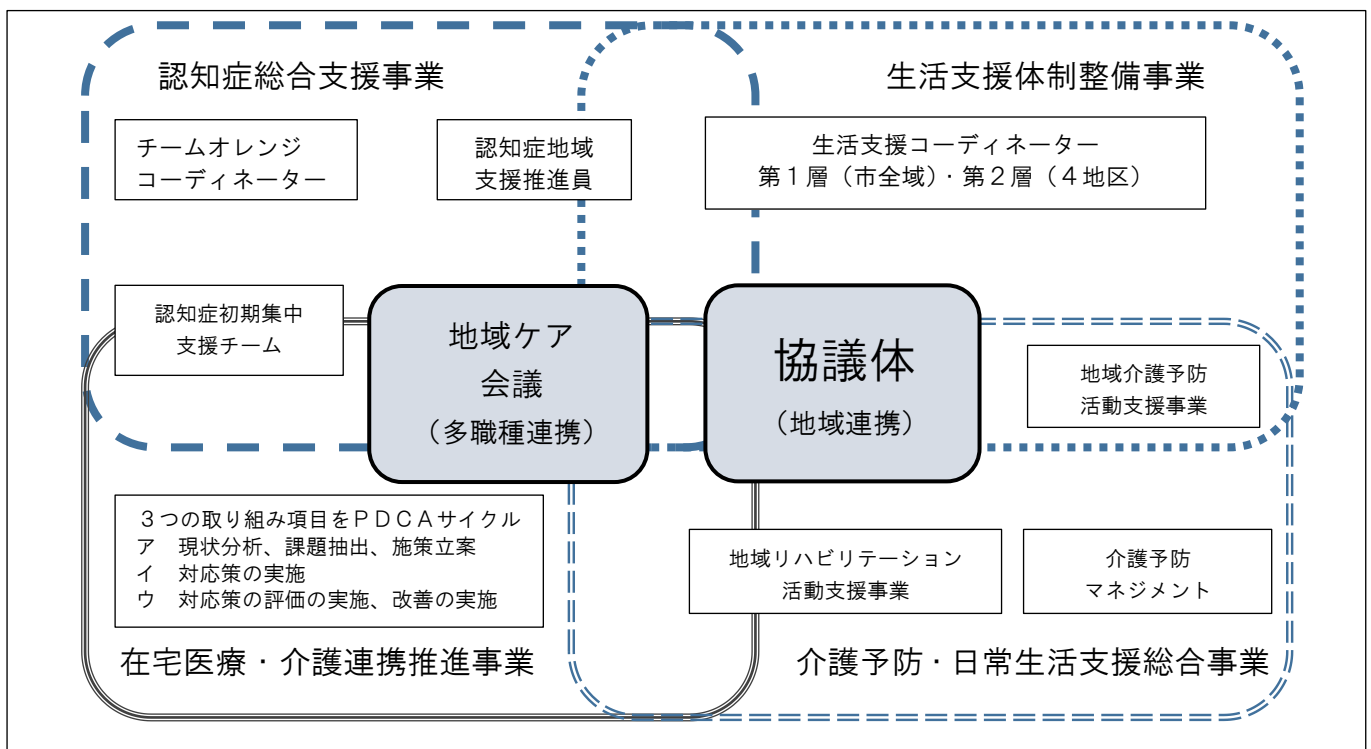 認知症総合支援事業
生活支援体制整備事業
チームオレンジ
コーディネーター
認知症地域
支援推進員
生活支援コーディネーター
第１層（市全域）・第２層（４地区）
認知症初期集中
支援チーム
地域ケア
会議
（多職種連携）
協議体
（地域連携）
地域介護予防
活動支援事業
３つの取り組み項目をＰＤＣＡサイクル
ア　現状分析、課題抽出、施策立案
イ　対応策の実施
ウ　対応策の評価の実施、改善の実施
地域リハビリテーション
活動支援事業
介護予防
マネジメント
在宅医療・介護連携推進事業
介護予防・日常生活支援総合事業